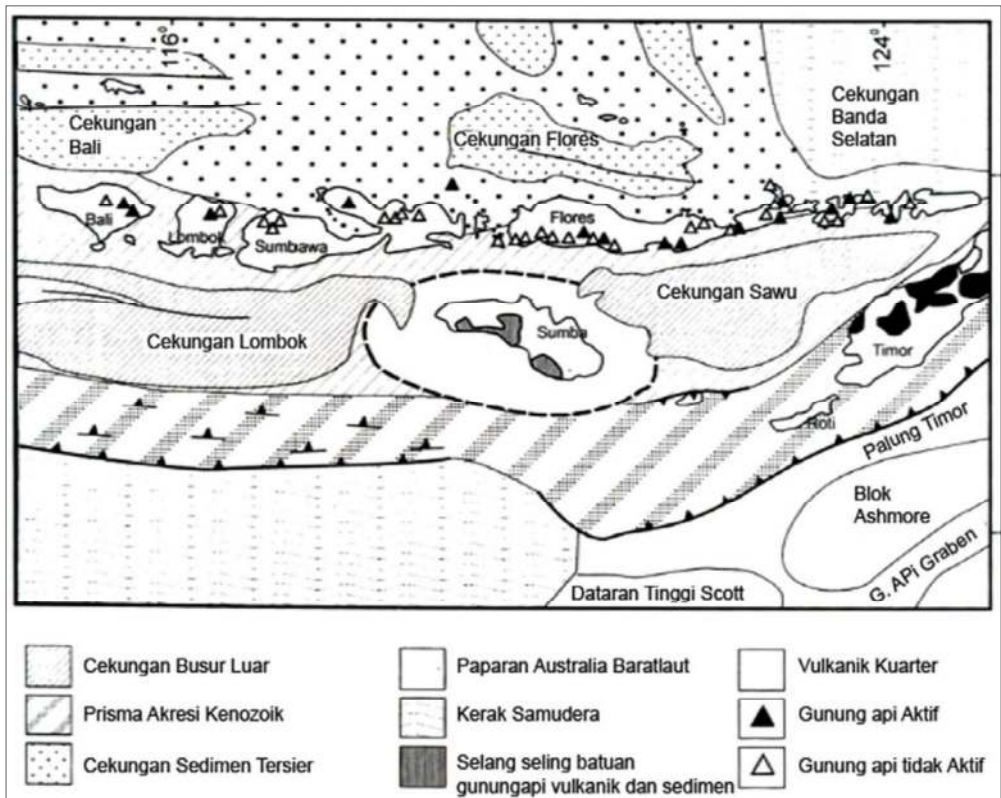 116°
124°
Cekungan
Bali
Cekungan Flores
Cekungan
Banda
Selatan
Bali
Lombok
Sumbawa
Flores
Cekungan Lombok
Sumba
Cekungan Sawu
Timor
Roti
Palung Timor
Blok
Ashmore
Dataran Tinggi Scott
G. APi Graben
Cekungan Busur Luar
Prisma Akresi Kenozoik
Cekungan Sedimen Tersier
Paparan Australia Baratlaut
Kerak Samudera
Selang seling batuan
gunungapi vulkanik dan sedimen
Vulkanik Kuarter
Gunung api Aktif
Gunung api tidak Aktif